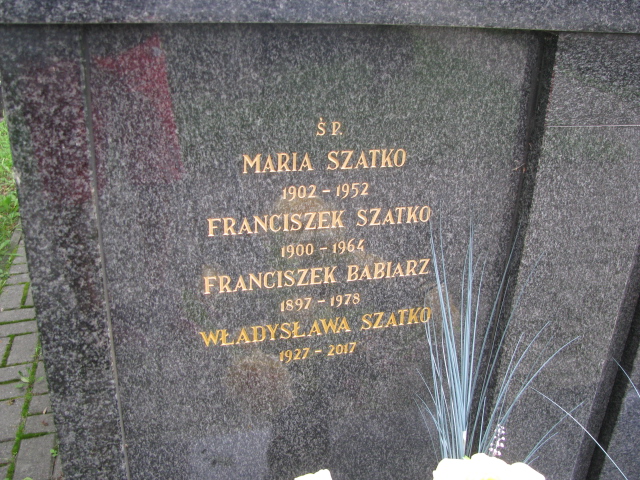 Ś.P.
MARIA SZATKO
1902 - 1952
FRANCISZEK SZATKO
1900 - 1964
FRANCISZEK BABIARZ
1897 - 1978
WŁADYSŁAWA SZATKO
1927 - 2017